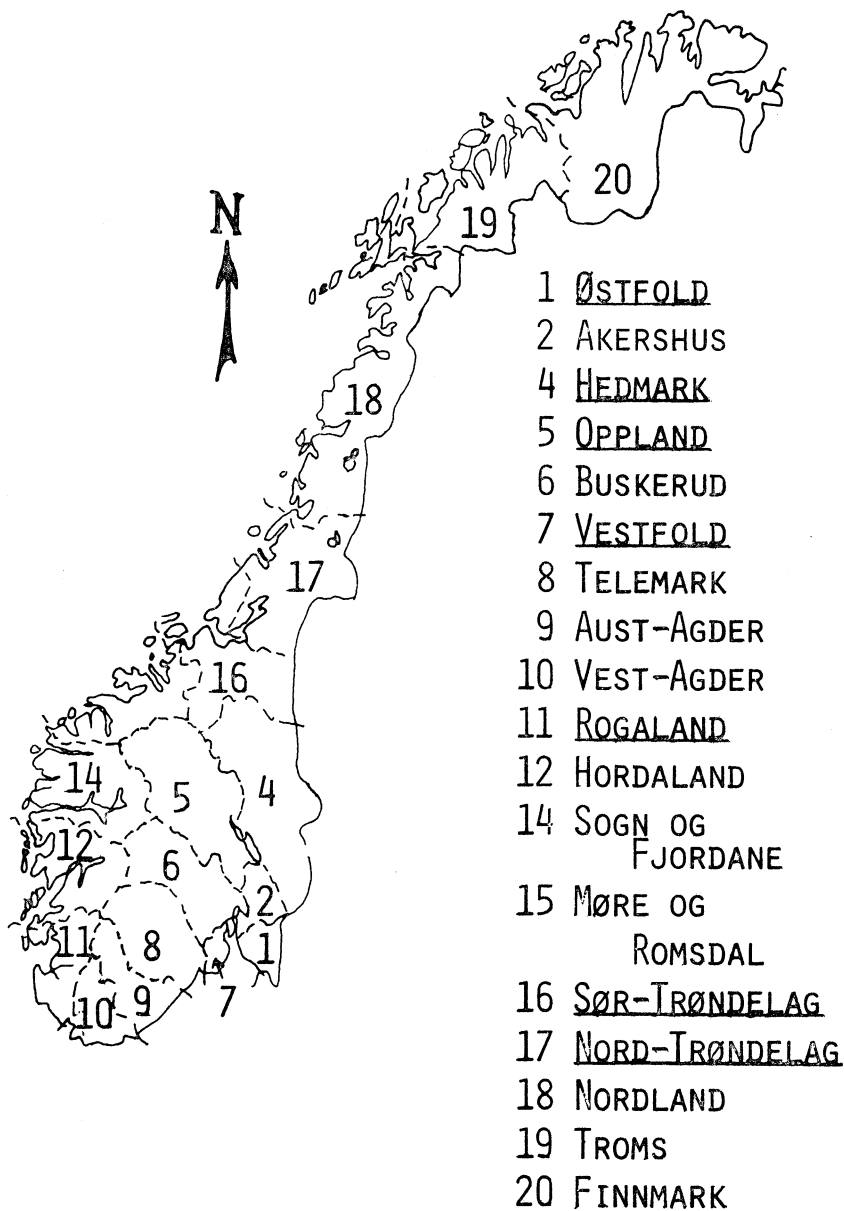 N
20
19
18
17
16
14
5
4
12
6
2
11
8
1
10
9
7
1 ØSTFOLD
2 AKERSHUS
4 HEDMARK
5 OPPLAND
6 BUSKERUD
7 VESTFOLD
8 TELEMARK
9 AUST-AGDER
10 VEST-AGDER
11 ROGALAND
12 HORDALAND
14 SOGN OG
FJORDANE
15 MØRE OG
ROMSDAL
16 SØR-TRØNDELAG
17 NORD-TRØNDELAG
18 NORDLAND
19 TROMS
20 FINNMARK